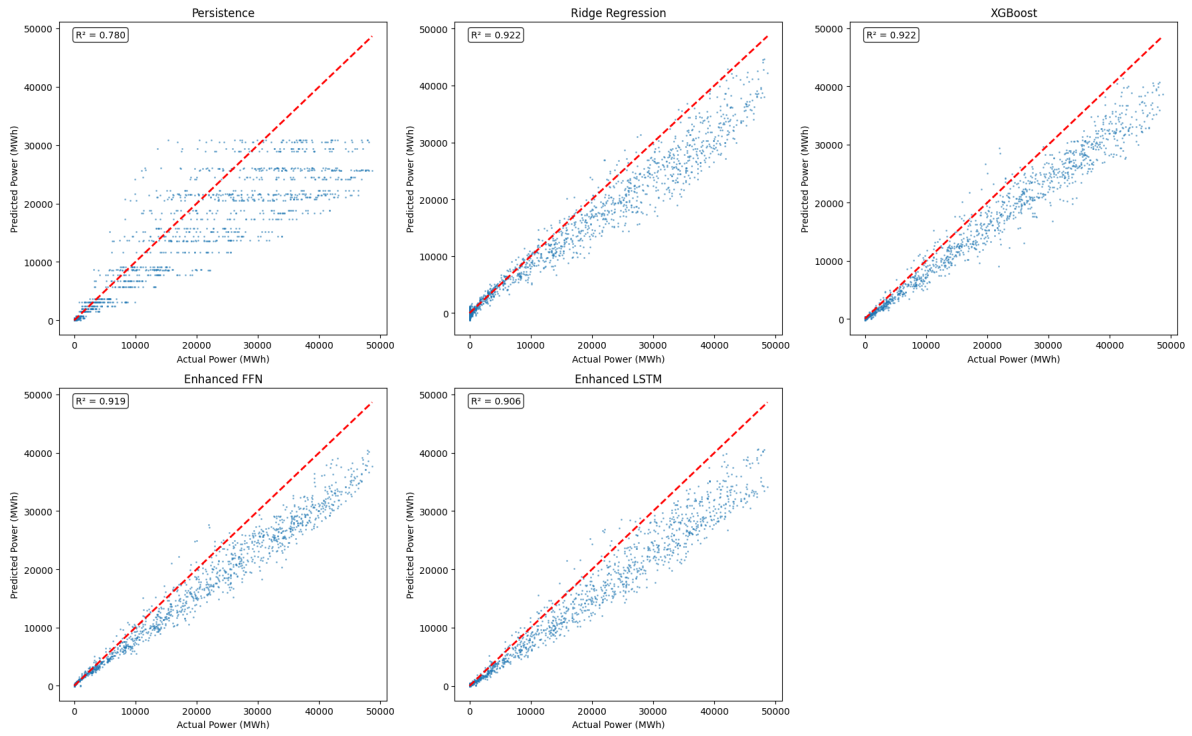 Persistence
R² = 0.780
50000
40000
30000
20000
10000
0
Predicted Power (MWh)
0 10000 20000 30000 40000 50000
Actual Power (MWh)
Ridge Regression
R² = 0.922
50000
40000
30000
20000
10000
0
Predicted Power (MWh)
0 10000 20000 30000 40000 50000
Actual Power (MWh)
XGBoost
R² = 0.922
50000
40000
30000
20000
10000
0
Predicted Power (MWh)
0 10000 20000 30000 40000 50000
Actual Power (MWh)
Enhanced FFN
R² = 0.919
50000
40000
30000
20000
10000
0
Predicted Power (MWh)
0 10000 20000 30000 40000 50000
Actual Power (MWh)
Enhanced LSTM
R² = 0.906
50000
40000
30000
20000
10000
0
Predicted Power (MWh)
0 10000 20000 30000 40000 50000
Actual Power (MWh)